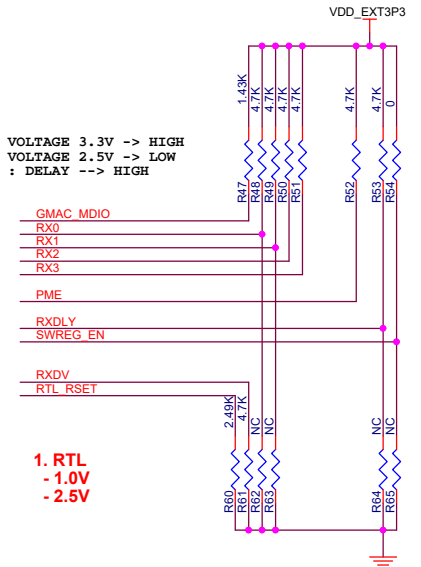 VDD_EXT3P3
1.43K
4.7K
4.7K
4.7K
4.7K
4.7K
4.7K
0
VOLTAGE 3.3V -> HIGH
VOLTAGE 2.5V -> LOW
: DELAY --> HIGH
R47
R48
R49
R50
R51
R52
R53
R54
GMAC_MDIO
RX0
RX1
RX2
RX3
PME
RXDLY
SWREG_EN
RXDV
RTL_RSET
2.49K
4.7K
NC
NC
NC
NC
1. RTL
- 1.0V
- 2.5V
R60
R61
R62
R63
R64
R65